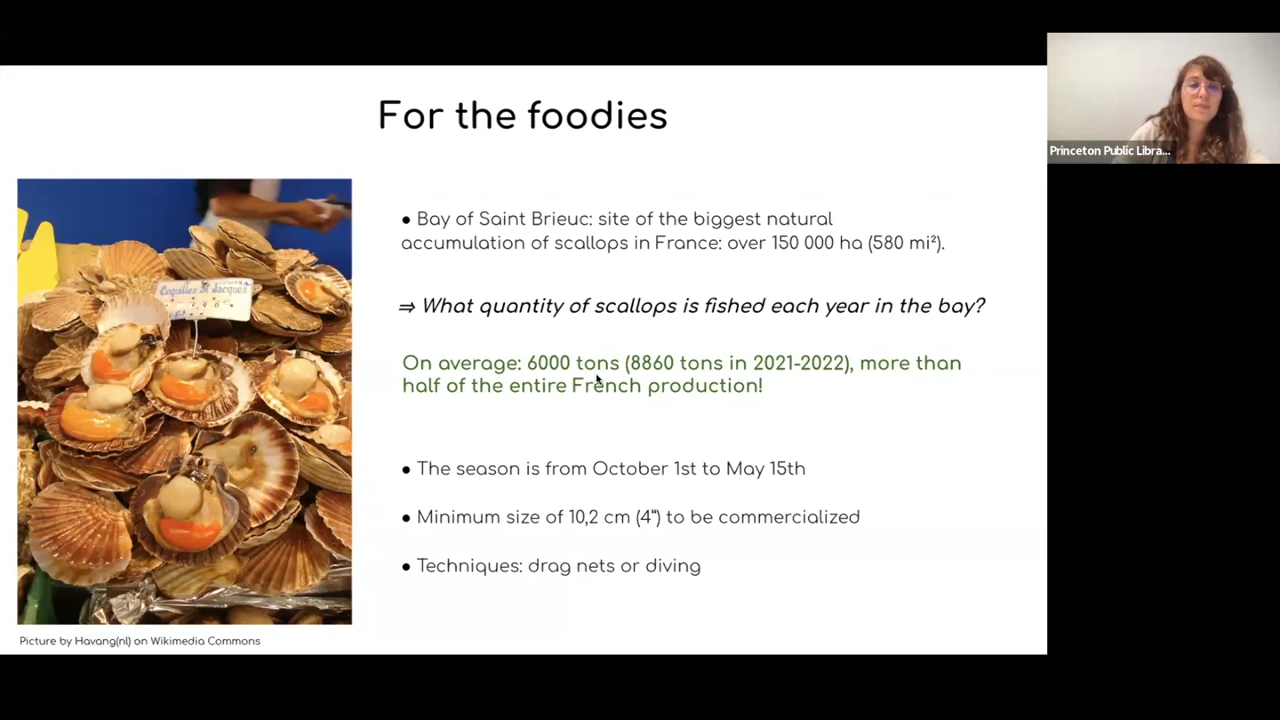 For the foodies
Princeton Public Libra...
● Bay of Saint Brieuc: site of the biggest natural
accumulation of scallops in France: over 150 000 ha (580 mi²).
Coquilles St Jacques
⇒ What quantity of scallops is fished each year in the bay?
On average: 6000 tons (8860 tons in 2021-2022), more than
half of the entire French production!
● The season is from October 1st to May 15th
● Minimum size of 10,2 cm (4") to be commercialized
● Techniques: drag nets or diving
Picture by Havang(nl) on Wikimedia Commons